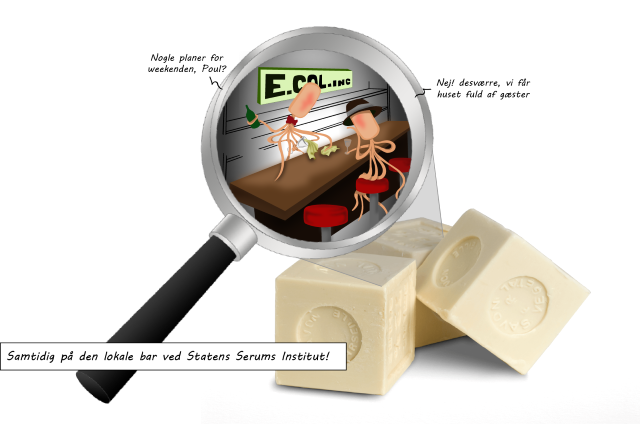 Nogle planer for
weekenden, Poul?
Nej! desværre, vi får
huset fuld af gæster
E.COL.INC
Samtidig på den lokale bar ved Statens Serums Institut!